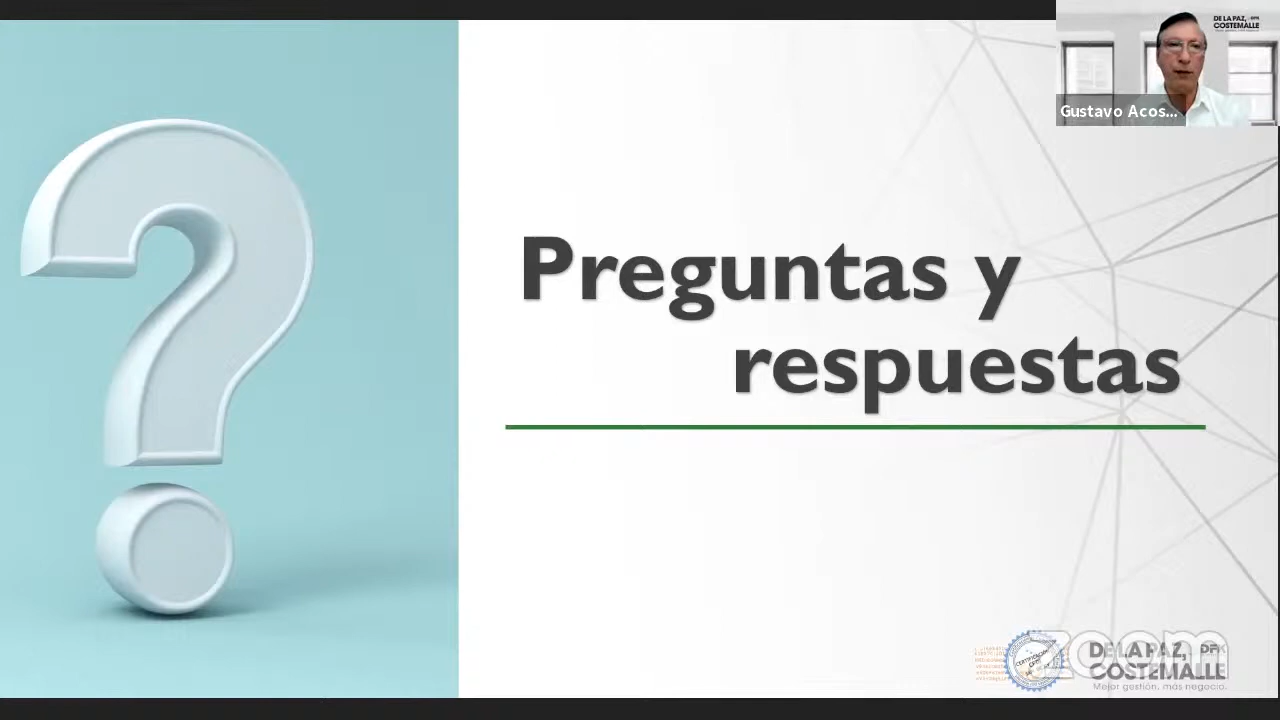 DE LA PAZ, DFK
COSTEMALLE
Gustavo Acos...
Preguntas y
respuestas
zoom
DE LA PAZ, DFK
COSTEMALLE
Mejor gestión, más negocio.